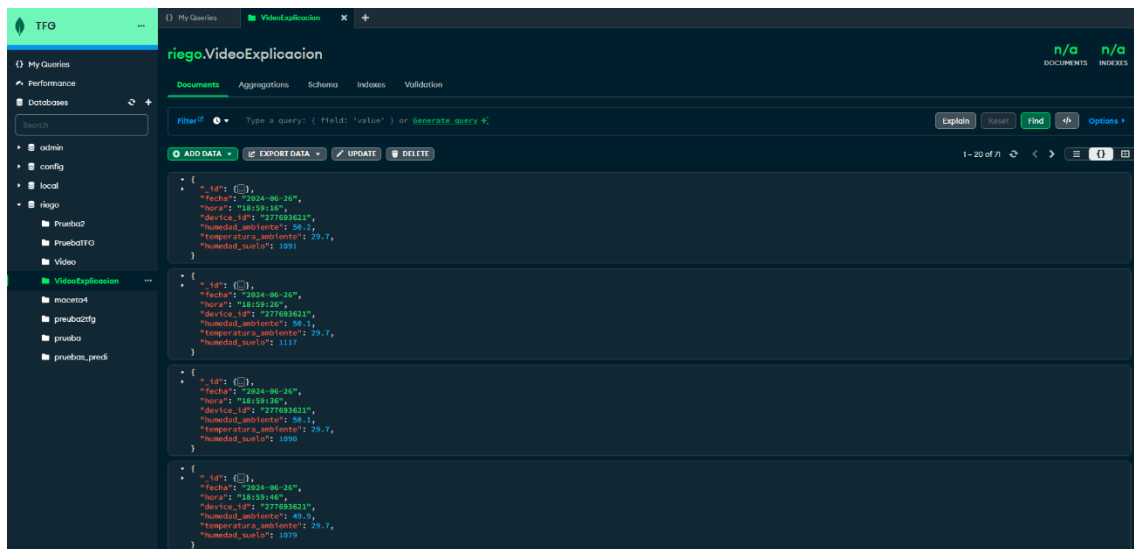 TFG ...
{} My Queries
Performance
Databases
Search
admin
config
local
riego
Prueba2
PruebaTFG
Video
VideoExplicacion ...
maceta4
preuba2tfg
prueba
pruebas_predi
{} My Queries
VideoExplicacion X +
riego.VideoExplicacion
n/a DOCUMENTS
n/a INDEXES
Documents Aggregations Schema Indexes Validation
Filter Type a query: { field: 'value' } or Generate query
Explain Reset Find </> Options
ADD DATA EXPORT DATA UPDATE DELETE
1 – 20 of 71
{
"_id": {…},
"fecha": "2024-06-26",
"hora": "18:59:16",
"device_id": "277693621",
"humedad_ambiente": 50.2,
"temperatura_ambiente": 29.7,
"humedad_suelo": 1091
}
{
"_id": {…},
"fecha": "2024-06-26",
"hora": "18:59:26",
"device_id": "277693621",
"humedad_ambiente": 50.1,
"temperatura_ambiente": 29.7,
"humedad_suelo": 1117
}
{
"_id": {…},
"fecha": "2024-06-26",
"hora": "18:59:36",
"device_id": "277693621",
"humedad_ambiente": 50.1,
"temperatura_ambiente": 29.7,
"humedad_suelo": 1090
}
{
"_id": {…},
"fecha": "2024-06-26",
"hora": "18:59:46",
"device_id": "277693621",
"humedad_ambiente": 49.9,
"temperatura_ambiente": 29.7,
"humedad_suelo": 1079
}